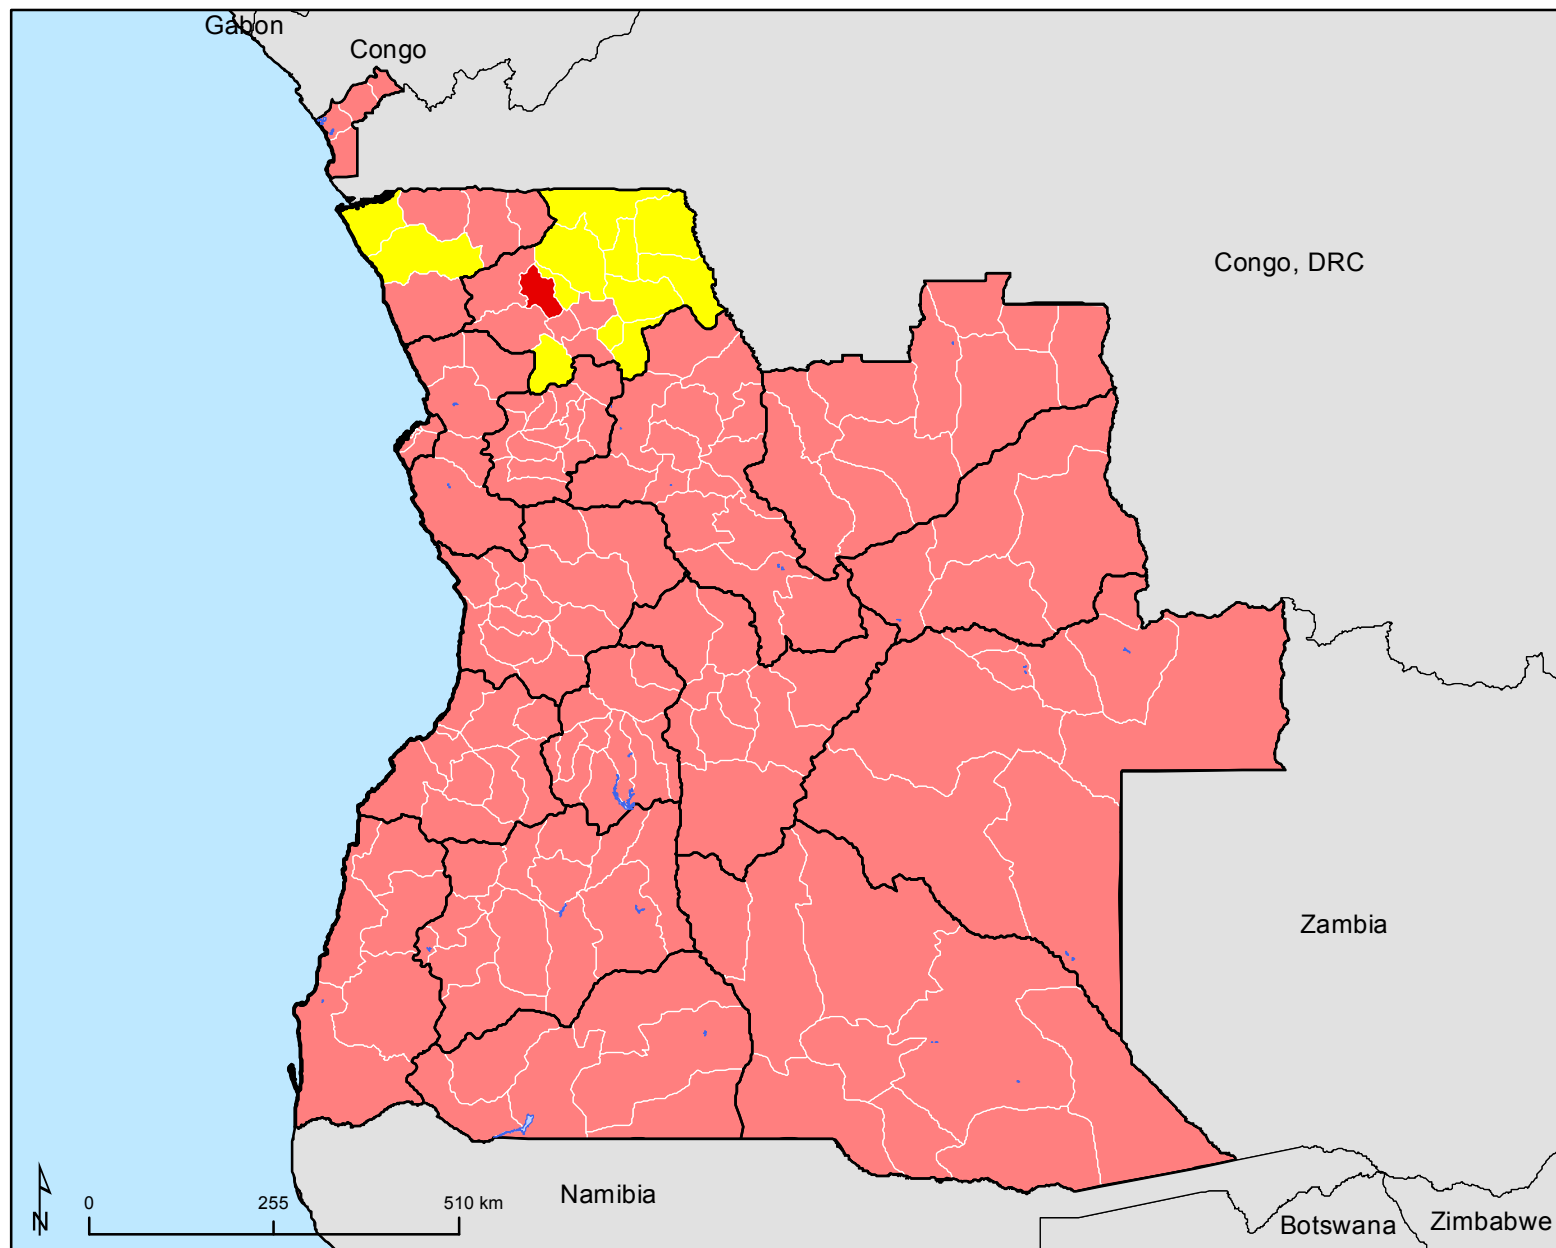 Gabon
Congo
Congo, DRC
Zambia
Namibia
Botswana
Zimbabwe
N
0 255 510 km